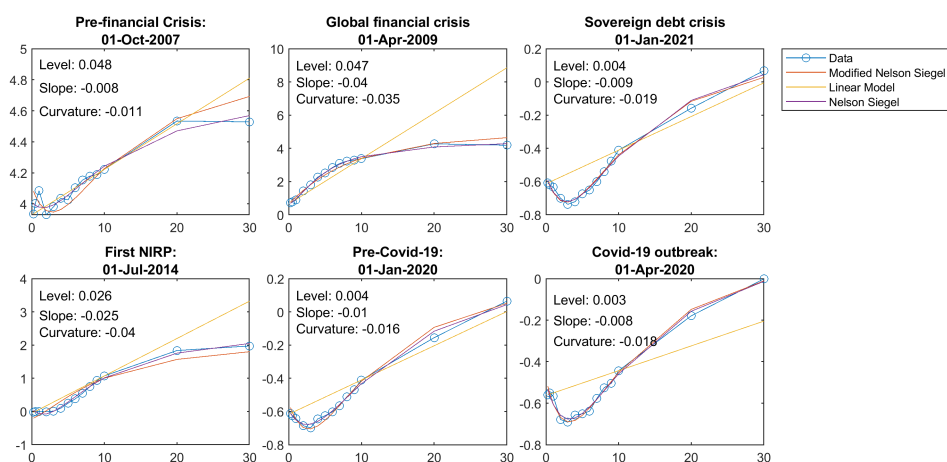 Pre-financial Crisis:
01-Oct-2007
Level: 0.048
Slope: -0.008
Curvature: -0.011
5
4.8
4.6
4.4
4.2
4
0 10 20 30
Global financial crisis
01-Apr-2009
Level: 0.047
Slope: -0.04
Curvature: -0.035
10
8
6
4
2
0
0 10 20 30
Sovereign debt crisis
01-Jan-2021
Level: 0.004
Slope: -0.009
Curvature: -0.019
0.2
0
-0.2
-0.4
-0.6
-0.8
0 10 20 30
Data
Modified Nelson Siegel
Linear Model
Nelson Siegel
First NIRP:
01-Jul-2014
Level: 0.026
Slope: -0.025
Curvature: -0.04
4
3
2
1
0
-1
0 10 20 30
Pre-Covid-19:
01-Jan-2020
Level: 0.004
Slope: -0.01
Curvature: -0.016
0.2
0
-0.2
-0.4
-0.6
-0.8
0 10 20 30
Covid-19 outbreak:
01-Apr-2020
Level: 0.003
Slope: -0.008
Curvature: -0.018
0
-0.2
-0.4
-0.6
-0.8
0 10 20 30